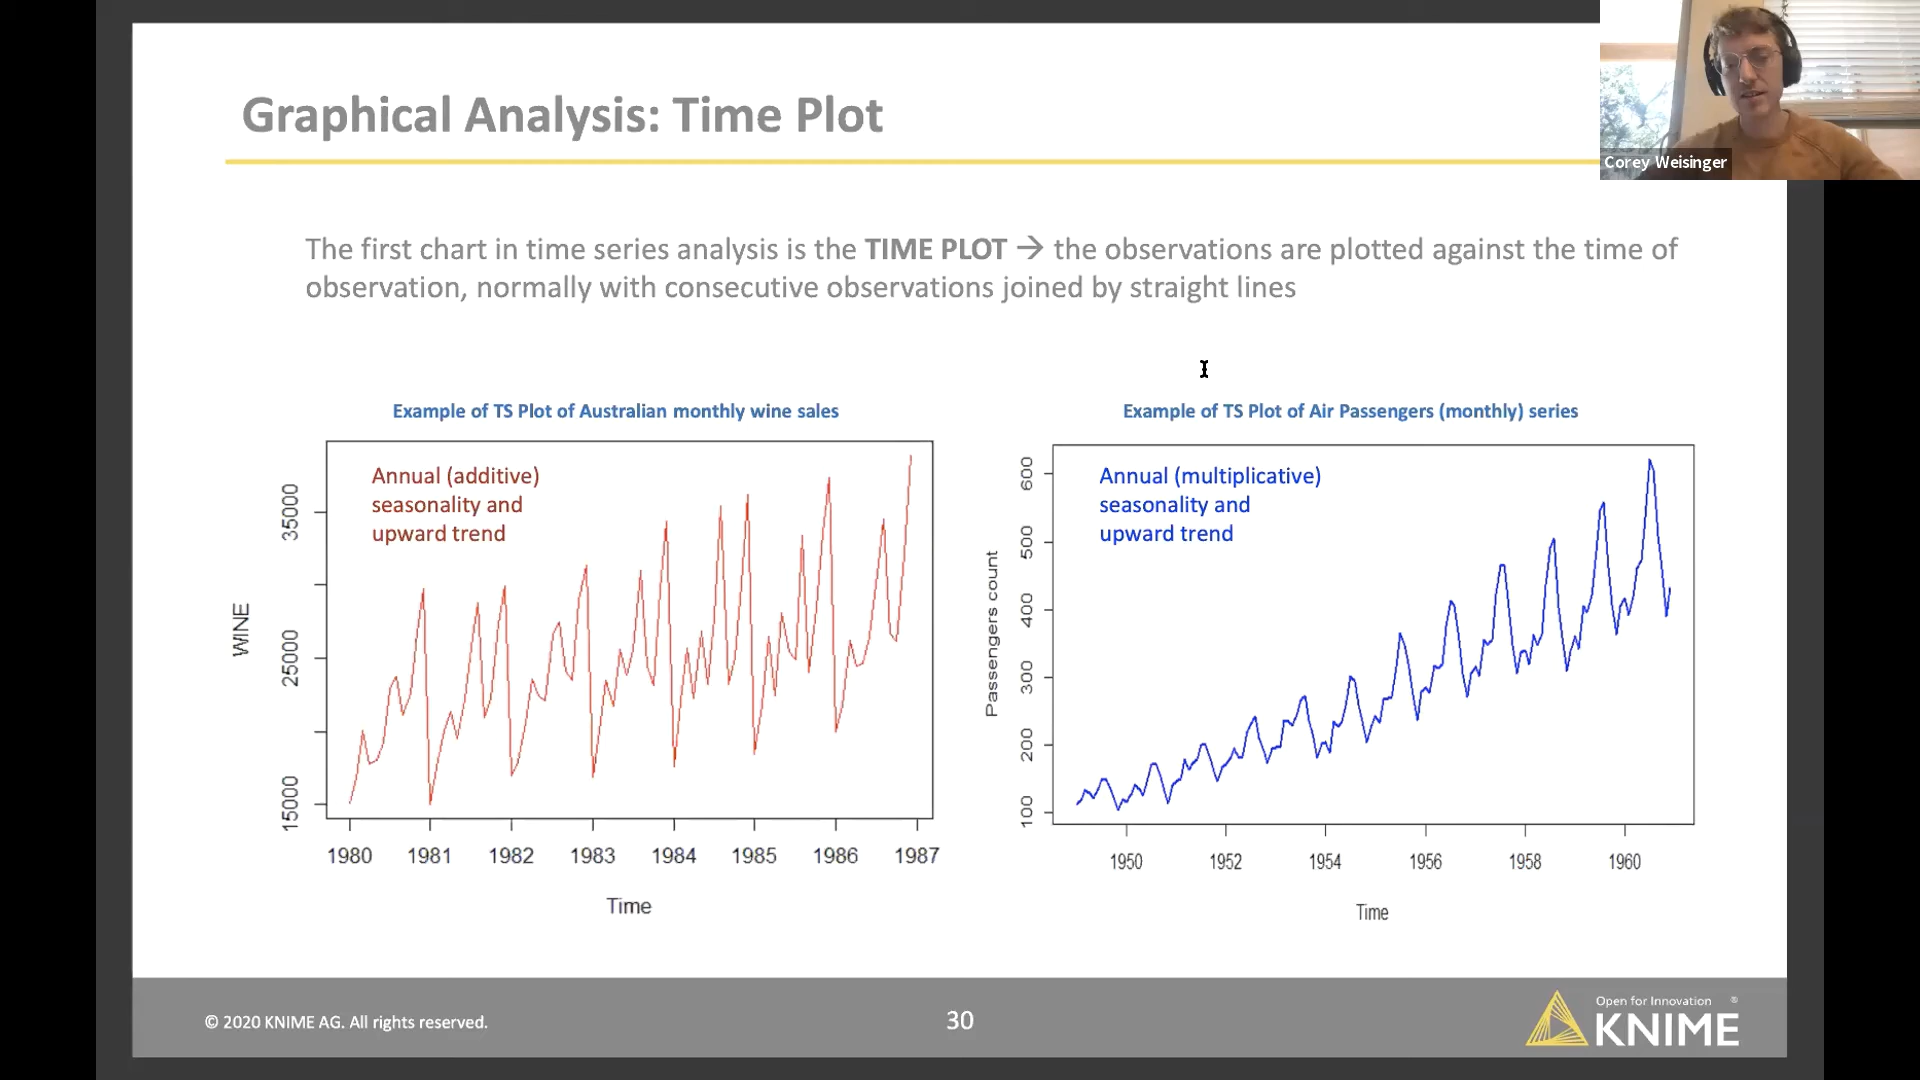 Graphical Analysis: Time Plot
Corey Weisinger
The first chart in time series analysis is the TIME PLOT → the observations are plotted against the time of
observation, normally with consecutive observations joined by straight lines
Example of TS Plot of Australian monthly wine sales
Annual (additive)
seasonality and
upward trend
WINE
35000
25000
15000
1980 1981 1982 1983 1984 1985 1986 1987
Time
Example of TS Plot of Air Passengers (monthly) series
Annual (multiplicative)
seasonality and
upward trend
Passengers count
600
500
400
300
200
100
1950 1952 1954 1956 1958 1960
Time
© 2020 KNIME AG. All rights reserved.
30
Open for Innovation ®
KNIME